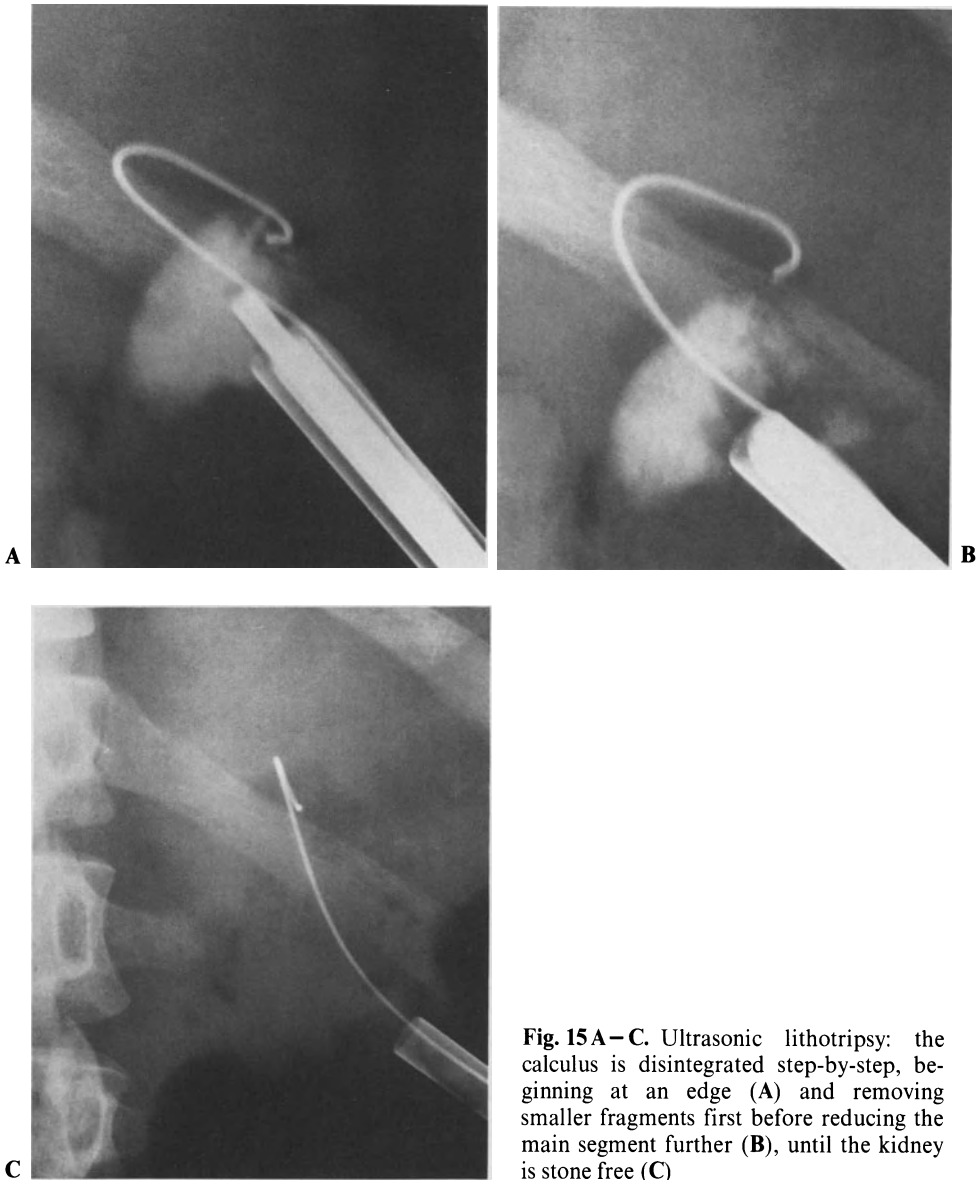 A
B
C
Fig. 15 A–C. Ultrasonic lithotripsy: the
calculus is disintegrated step-by-step, be-
ginning at an edge (A) and removing
smaller fragments first before reducing the
main segment further (B), until the kidney
is stone free (C)